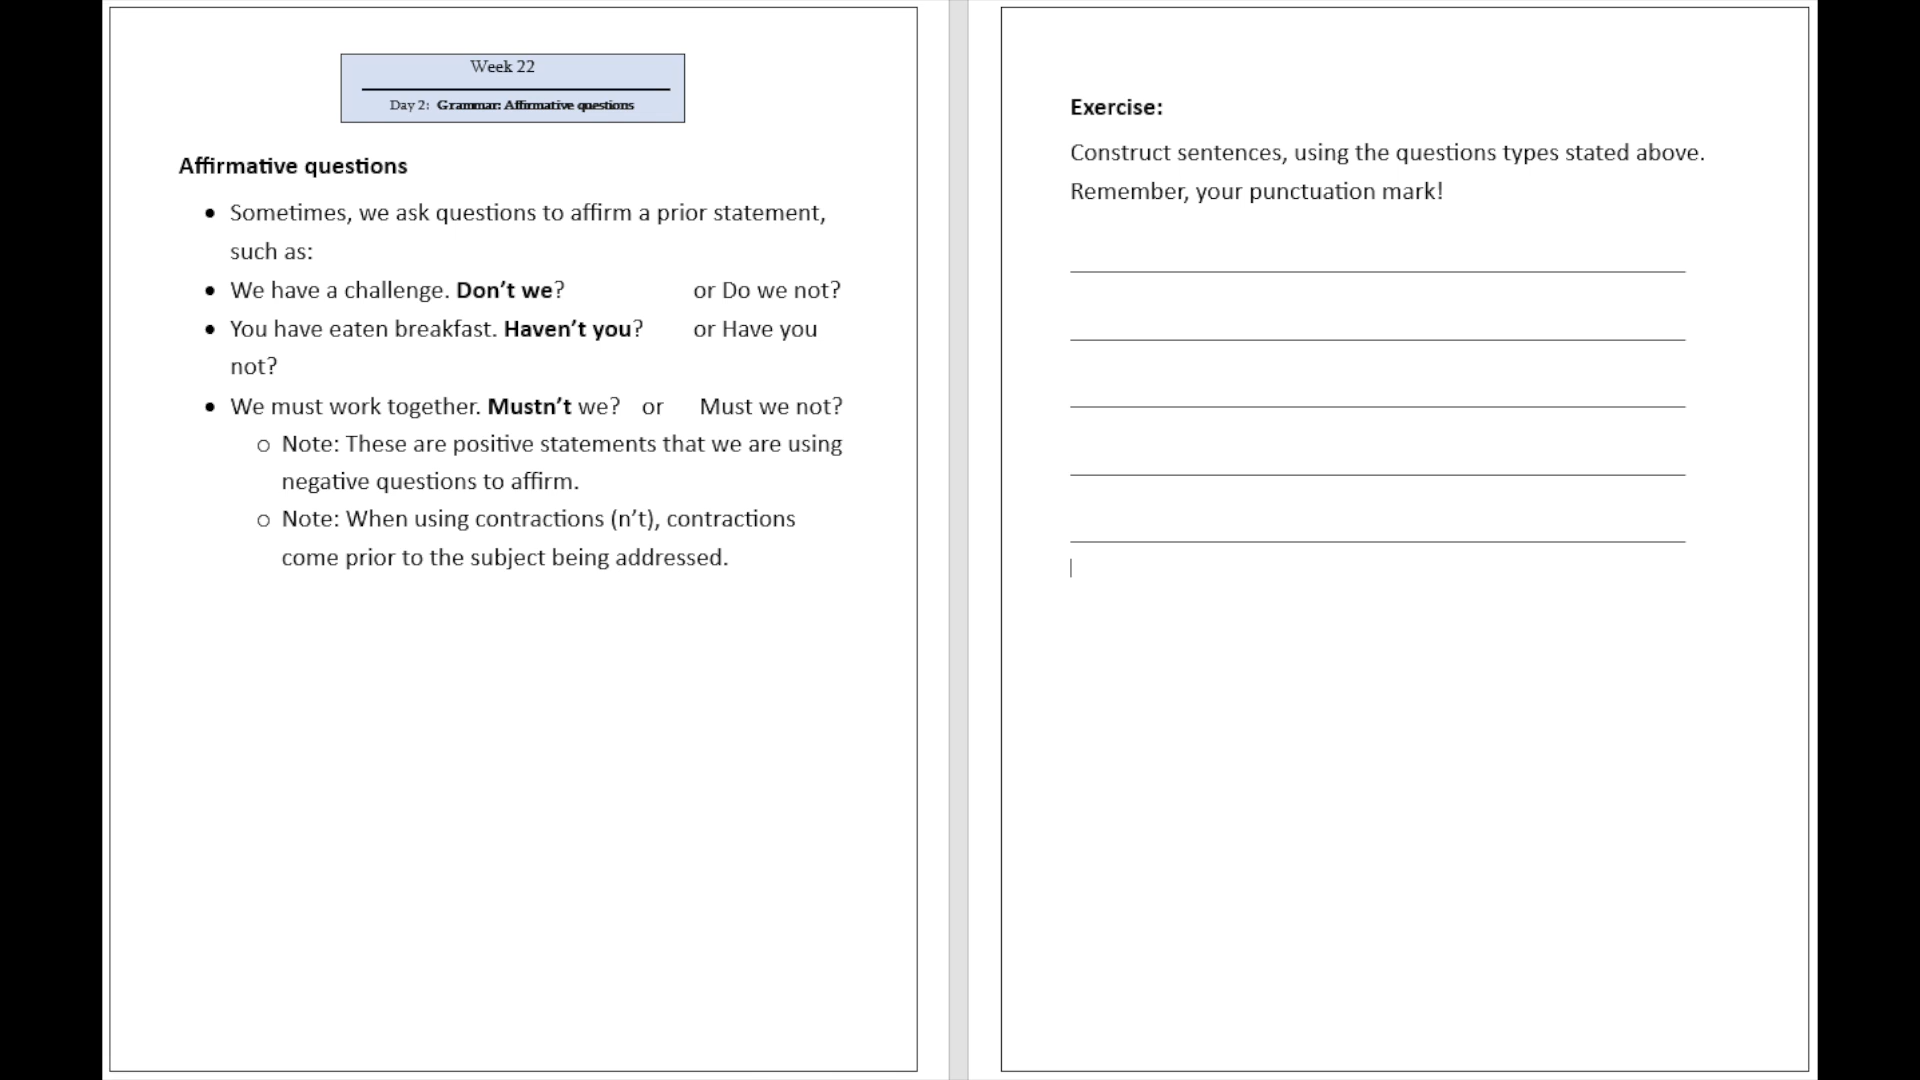 Week 22
Day 2: Grammar: Affirmative questions
Affirmative questions
• Sometimes, we ask questions to affirm a prior statement,
such as:
• We have a challenge. Don’t we? or Do we not?
• You have eaten breakfast. Haven’t you? or Have you
not?
• We must work together. Mustn’t we? or Must we not?
o Note: These are positive statements that we are using
negative questions to affirm.
o Note: When using contractions (n’t), contractions
come prior to the subject being addressed.
Exercise:
Construct sentences, using the questions types stated above.
Remember, your punctuation mark!